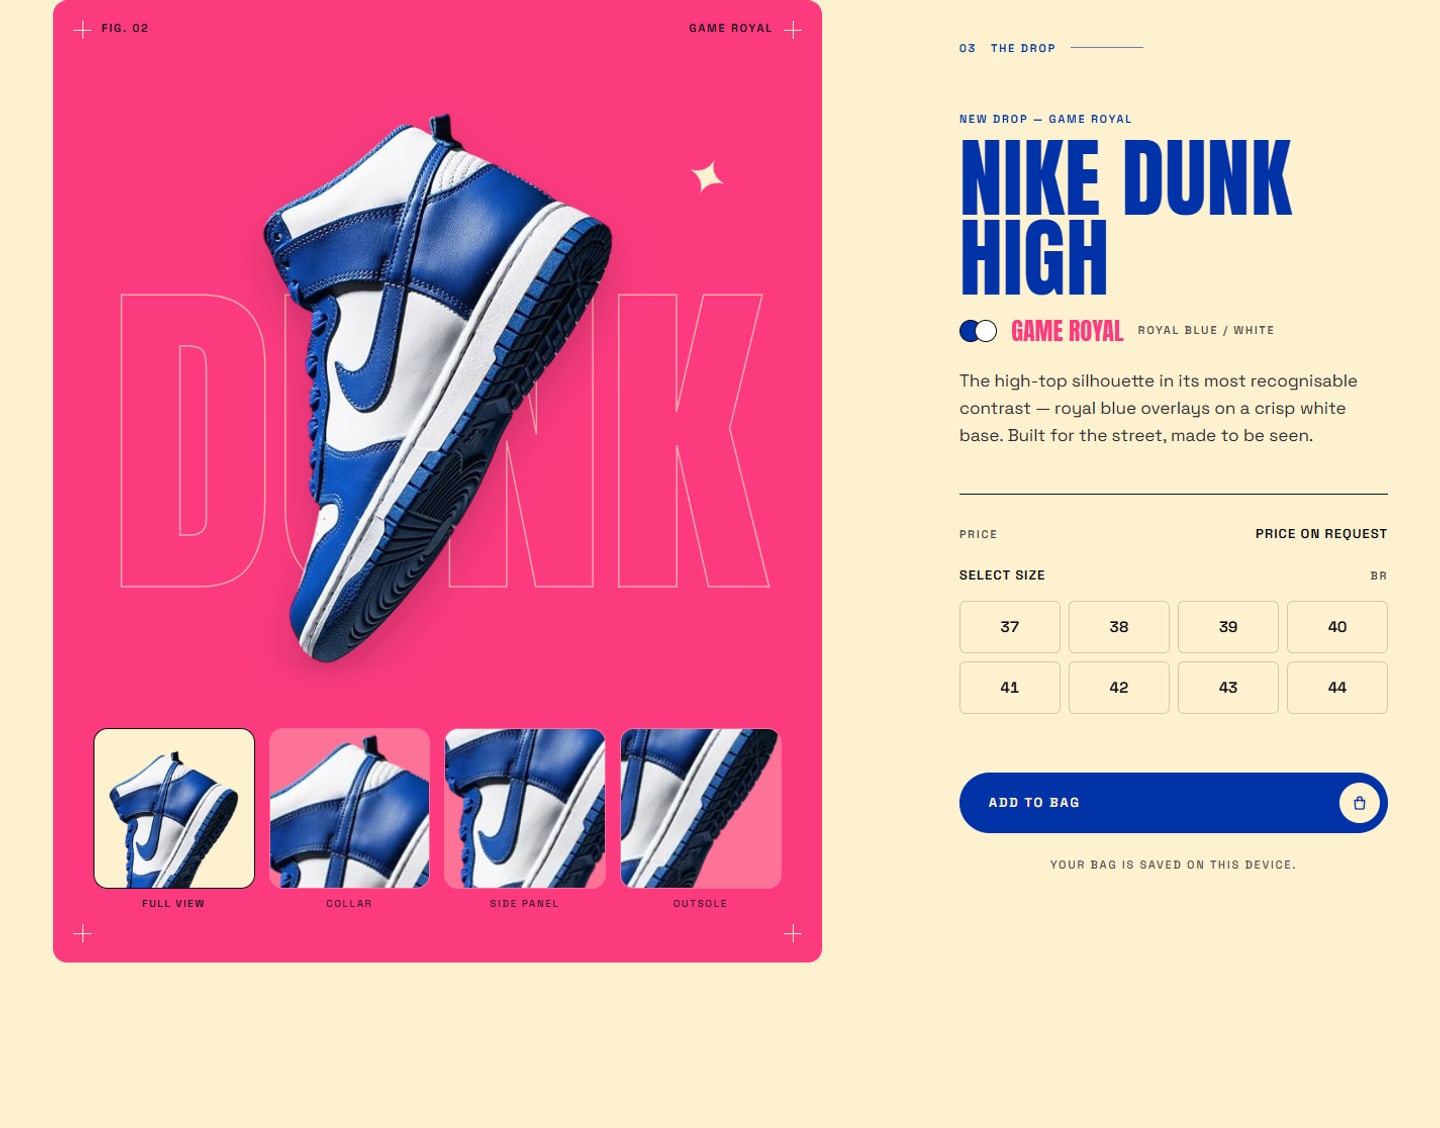 FIG. 02
GAME ROYAL
DUNK
FULL VIEW
COLLAR
SIDE PANEL
OUTSOLE
03 THE DROP
NEW DROP — GAME ROYAL
NIKE DUNK
HIGH
GAME ROYAL ROYAL BLUE / WHITE
The high-top silhouette in its most recognisable
contrast — royal blue overlays on a crisp white
base. Built for the street, made to be seen.
PRICE PRICE ON REQUEST
SELECT SIZE BR
37 38 39 40
41 42 43 44
ADD TO BAG
YOUR BAG IS SAVED ON THIS DEVICE.